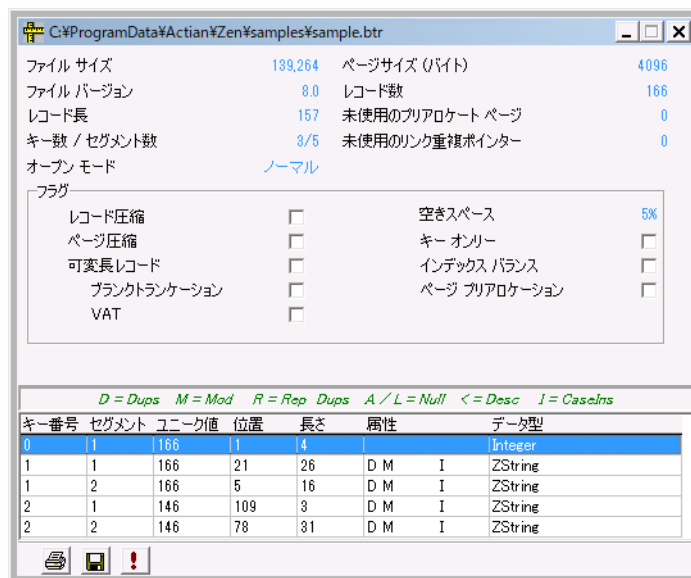 C:¥ProgramData¥Actian¥Zen¥samples¥sample.btr
ファイル サイズ 139,264 ページサイズ (バイト) 4096
ファイル バージョン 8.0 レコード数 166
レコード長 157 未使用のプリアロケート ページ 0
キー数 / セグメント数 3/5 未使用のリンク重複ポインター 0
オープン モード ノーマル
フラグ
レコード圧縮 空きスペース 5%
ページ圧縮 キー オンリー
可変長レコード インデックス バランス
ブランクトランケーション ページ プリアロケーション
VAT
D = Dups M = Mod R = Rep Dups A / L = Null < = Desc I = CaseIns
キー番号 セグメント ユニーク値 位置 長さ 属性 データ型
0 1 166 1 4 Integer
1 1 166 21 26 D M I ZString
1 2 166 5 16 D M I ZString
2 1 146 109 3 D M I ZString
2 2 146 78 31 D M I ZString